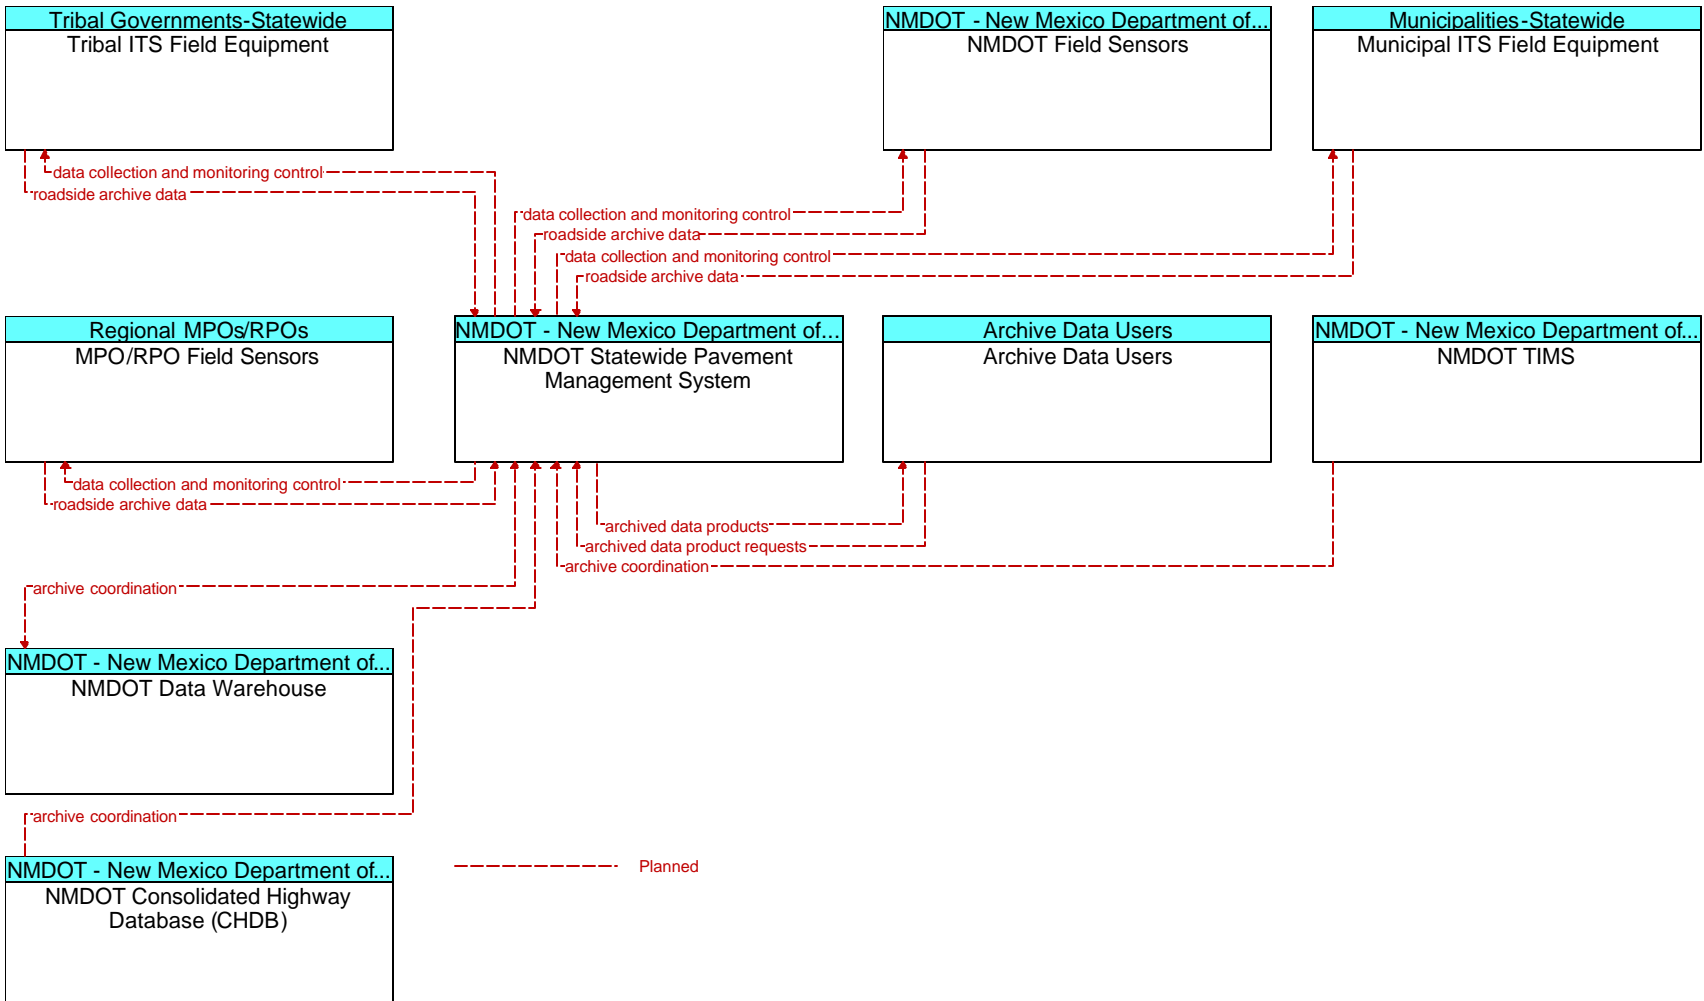 Tribal Governments-Statewide
Tribal ITS Field Equipment
NMDOT - New Mexico Department of...
NMDOT Field Sensors
Municipalities-Statewide
Municipal ITS Field Equipment
data collection and monitoring control
roadside archive data
data collection and monitoring control
roadside archive data
data collection and monitoring control
roadside archive data
Regional MPOs/RPOs
MPO/RPO Field Sensors
NMDOT - New Mexico Department of...
NMDOT Statewide Pavement
Management System
Archive Data Users
Archive Data Users
NMDOT - New Mexico Department of...
NMDOT TIMS
data collection and monitoring control
roadside archive data
archived data products
archived data product requests
archive coordination
archive coordination
NMDOT - New Mexico Department of...
NMDOT Data Warehouse
archive coordination
NMDOT - New Mexico Department of...
NMDOT Consolidated Highway
Database (CHDB)
Planned